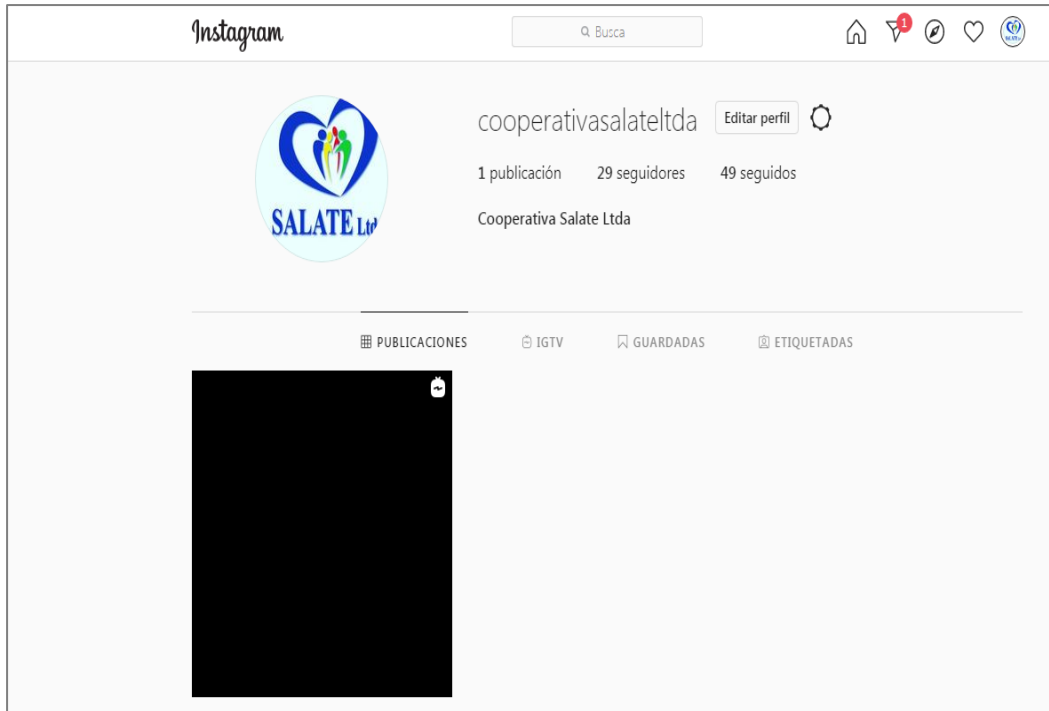 Instagram
Busca
1
cooperativasalateltda Editar perfil
1 publicación 29 seguidores 49 seguidos
Cooperativa Salate Ltda
SALATE Ltd
PUBLICACIONES IGTV GUARDADAS ETIQUETADAS